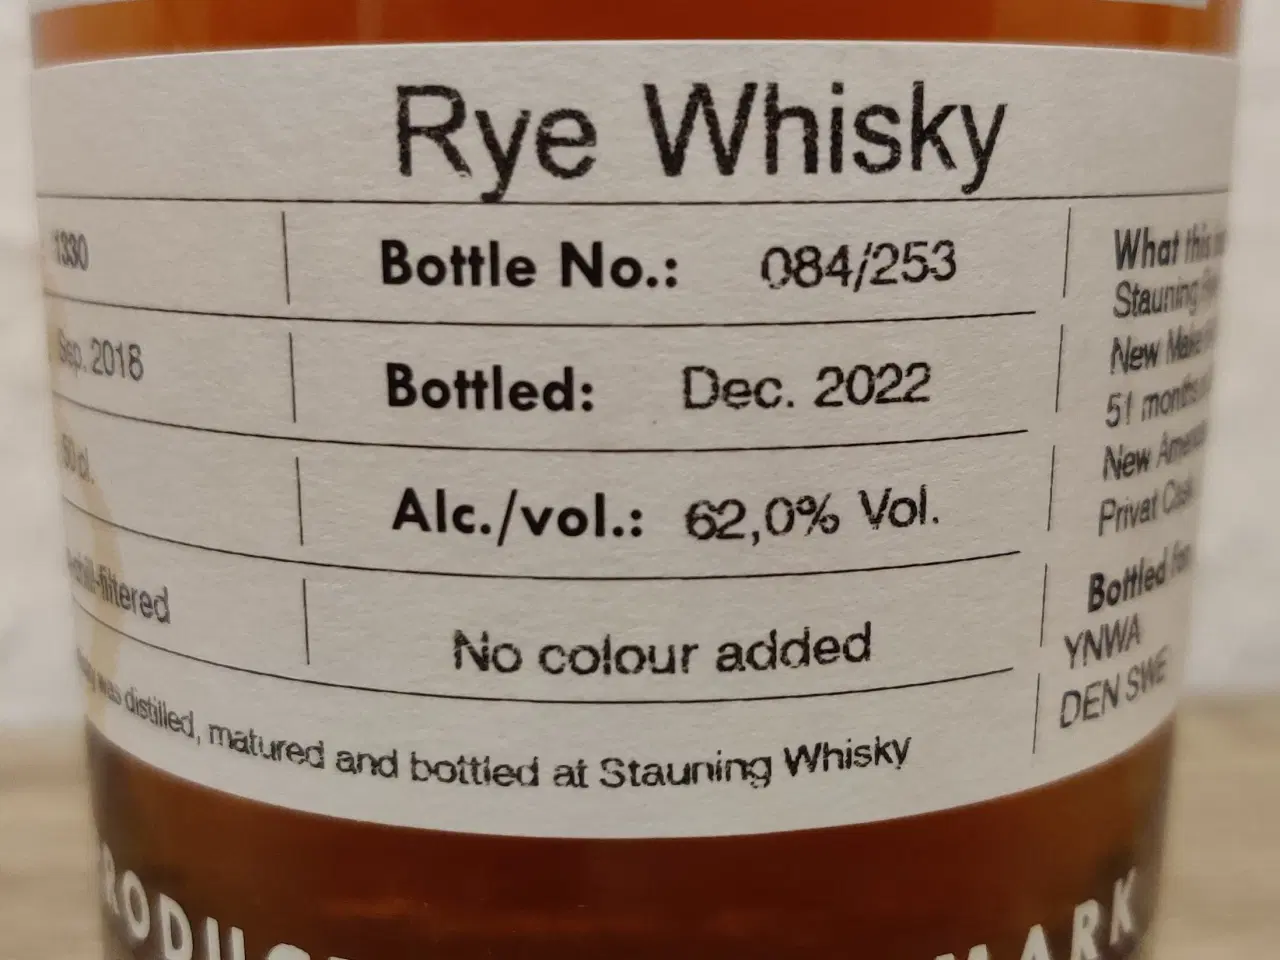 Rye Whisky
1330
Bottle No.: 084/253
Sep. 2018
Bottled: Dec. 2022
50 cl.
Alc./vol.: 62,0% Vol.
-filtered
No colour added
was distilled, matured and bottled at Stauning Whisky
What this
Stauning
New Make
51 months
New
Privat Cask
Bottled For
YNWA
DEN SWE